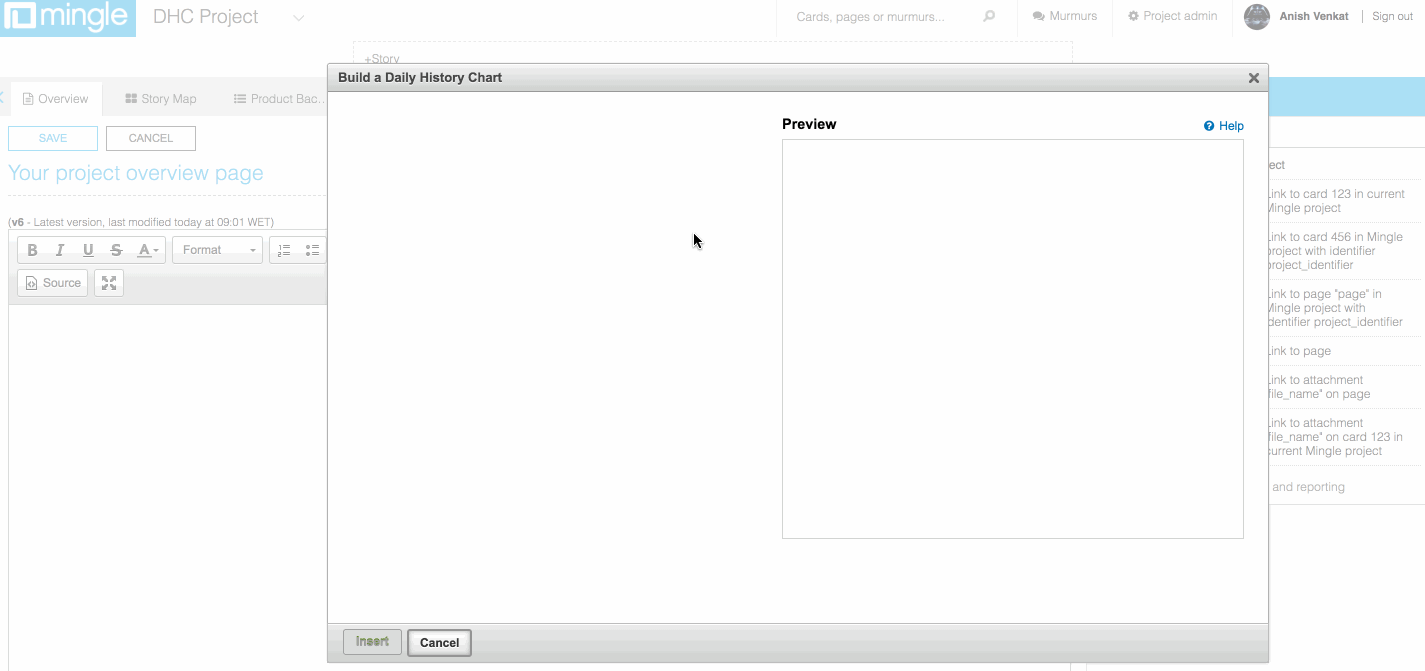 mingle
DHC Project
Cards, pages or murmurs...
Murmurs
Project admin
Anish Venkat
Sign out
+Story
Build a Daily History Chart
Overview
Story Map
Product Bac...
SAVE
CANCEL
Your project overview page
(v6 - Latest version, last modified today at 09:01 WET)
B I U S A
Format
Source
Preview
Help
Insert
Cancel
ect
Link to card 123 in current
Mingle project
Link to card 456 in Mingle
project with identifier
project_identifier
Link to page "page" in
Mingle project with
identifier project_identifier
Link to page
Link to attachment
"file_name" on page
Link to attachment
"file_name" on card 123 in
current Mingle project
and reporting